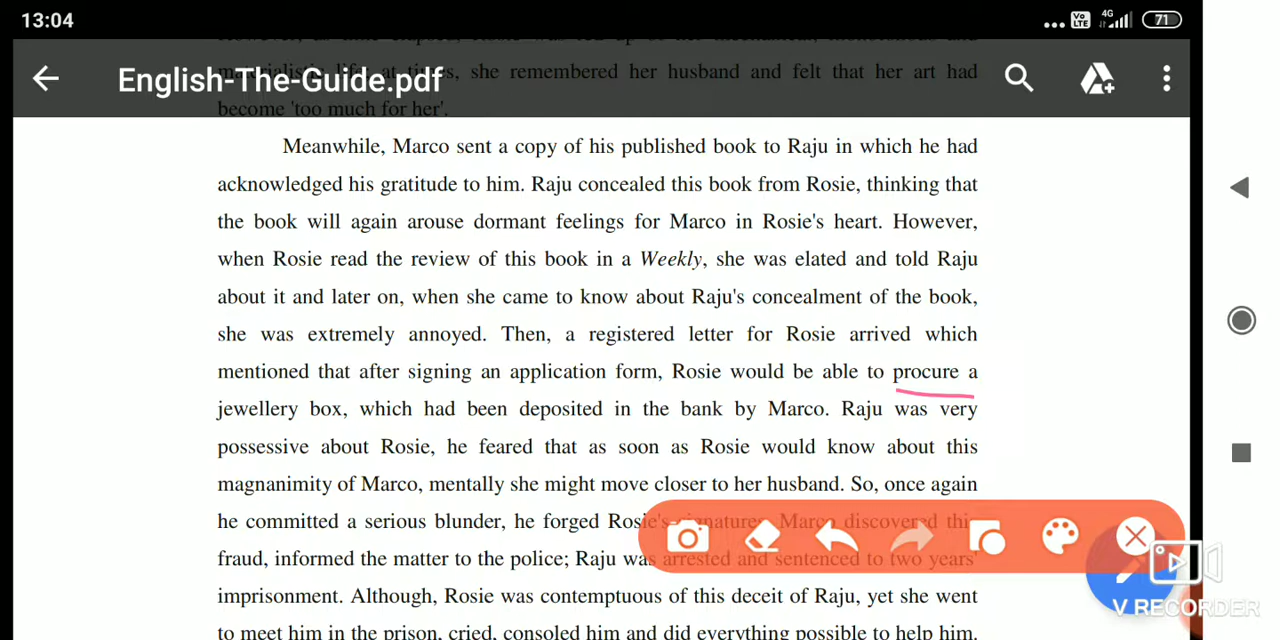 13:04
Vo LTE 4G 71
materialistic life, at times, she remembered her husband and felt that her art had
English-The-Guide.pdf
become 'too much for her'.
Meanwhile, Marco sent a copy of his published book to Raju in which he had
acknowledged his gratitude to him. Raju concealed this book from Rosie, thinking that
the book will again arouse dormant feelings for Marco in Rosie's heart. However,
when Rosie read the review of this book in a Weekly, she was elated and told Raju
about it and later on, when she came to know about Raju's concealment of the book,
she was extremely annoyed. Then, a registered letter for Rosie arrived which
mentioned that after signing an application form, Rosie would be able to procure a
jewellery box, which had been deposited in the bank by Marco. Raju was very
possessive about Rosie, he feared that as soon as Rosie would know about this
magnanimity of Marco, mentally she might move closer to her husband. So, once again
he committed a serious blunder, he forged Rosie's signatures. Marco discovered this
fraud, informed the matter to the police; Raju was arrested and sentenced to two years'
imprisonment. Although, Rosie was contemptuous of this deceit of Raju, yet she went
to meet him in the prison, cried, consoled him and did everything possible to help him.
V RECORDER